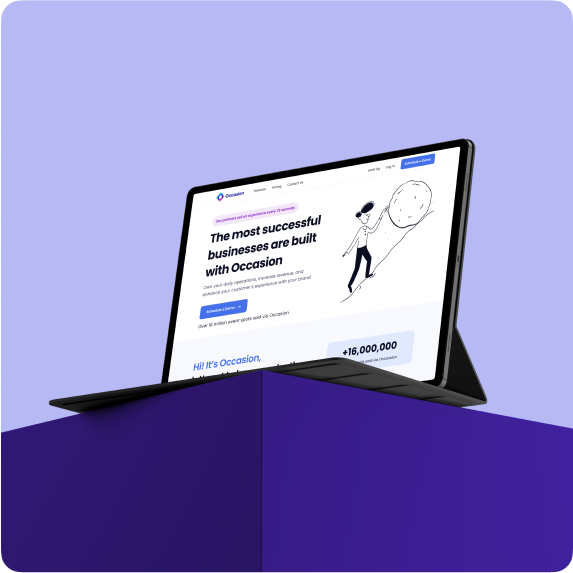 Occasion
Features
Pricing
Contact Us
Log In
Schedule a Demo
Our partners sell an experience every 15 seconds
The most successful
businesses are built
with Occasion
Own your daily operations, increase revenue, and
enhance your customer's experience with your brand
Schedule a Demo →
Over 16 million event spots sold via Occasion
Hi! It's Occasion,
+16,000,000
sold via Occasion